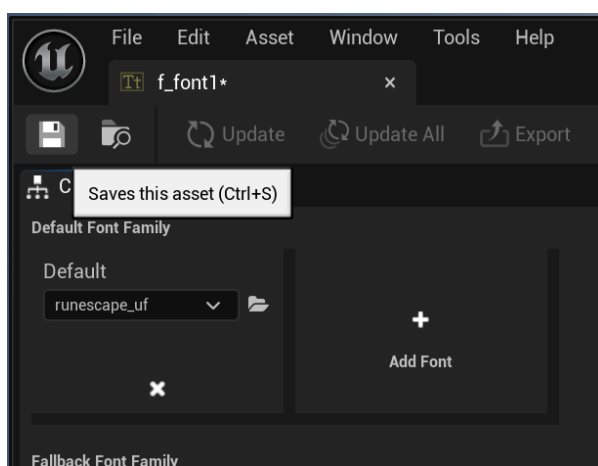 File Edit Asset Window Tools Help
Tt f_font1*
Update Update All Export
C
Saves this asset (Ctrl+S)
Default Font Family
Default
runescape_uf
Add Font
Fallback Font Family